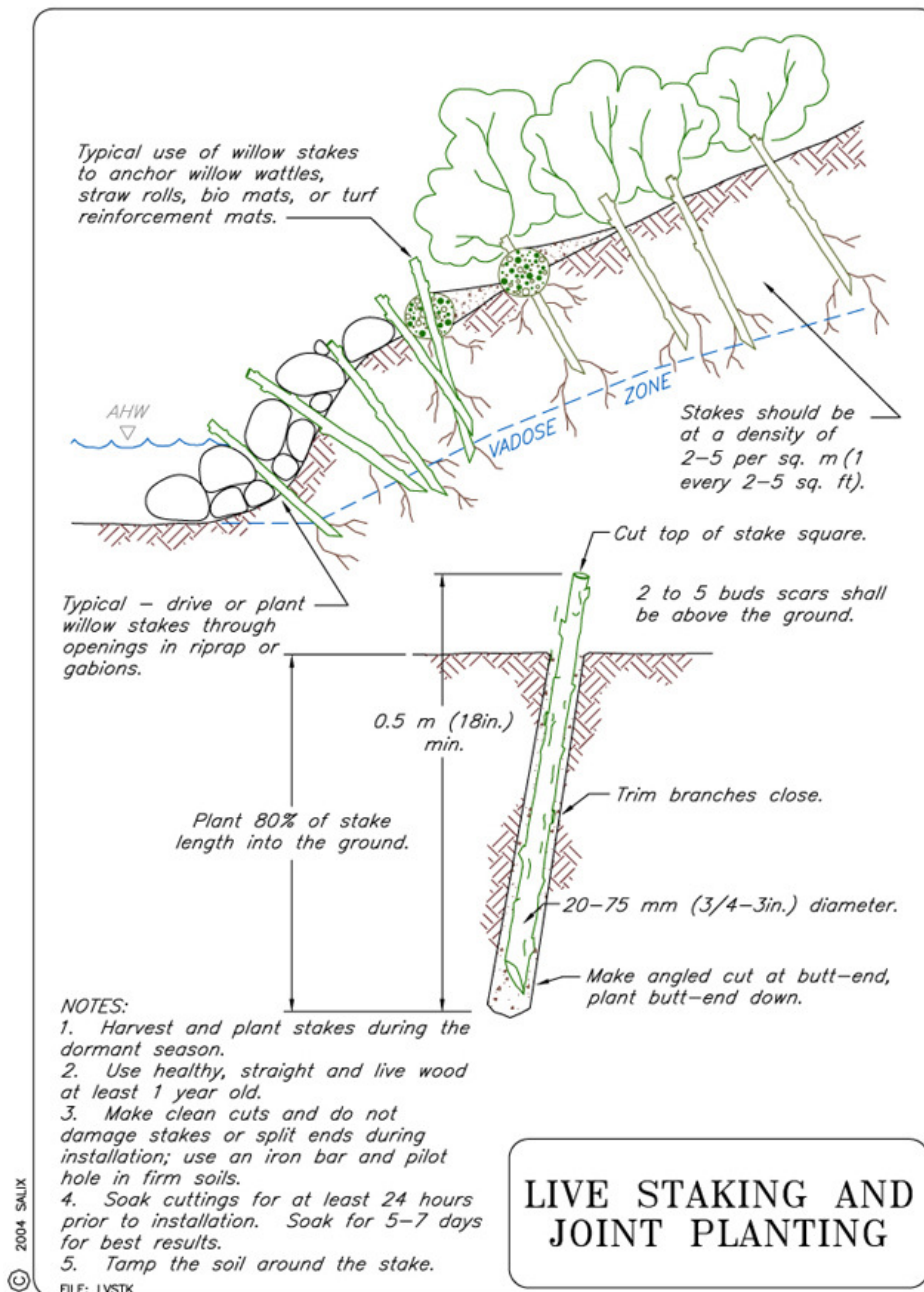 Typical use of willow stakes
to anchor willow wattles,
straw rolls, bio mats, or turf
reinforcement mats.
AHW
VADOSE
ZONE
Stakes should be
at a density of
2-5 per sq. m (1
every 2-5 sq. ft).
Typical - drive or plant
willow stakes through
openings in riprap or
gabions.
Cut top of stake square.
2 to 5 buds scars shall
be above the ground.
0.5 m (18in.)
min.
Plant 80% of stake
length into the ground.
Trim branches close.
20-75 mm (3/4-3in.) diameter.
Make angled cut at butt-end,
plant butt-end down.
NOTES:
1. Harvest and plant stakes during the
dormant season.
2. Use healthy, straight and live wood
at least 1 year old.
3. Make clean cuts and do not
damage stakes or split ends during
installation; use an iron bar and pilot
hole in firm soils.
4. Soak cuttings for at least 24 hours
prior to installation. Soak for 5-7 days
for best results.
5. Tamp the soil around the stake.
FILE: LVSTK
© 2004 SALIX
LIVE STAKING AND
JOINT PLANTING